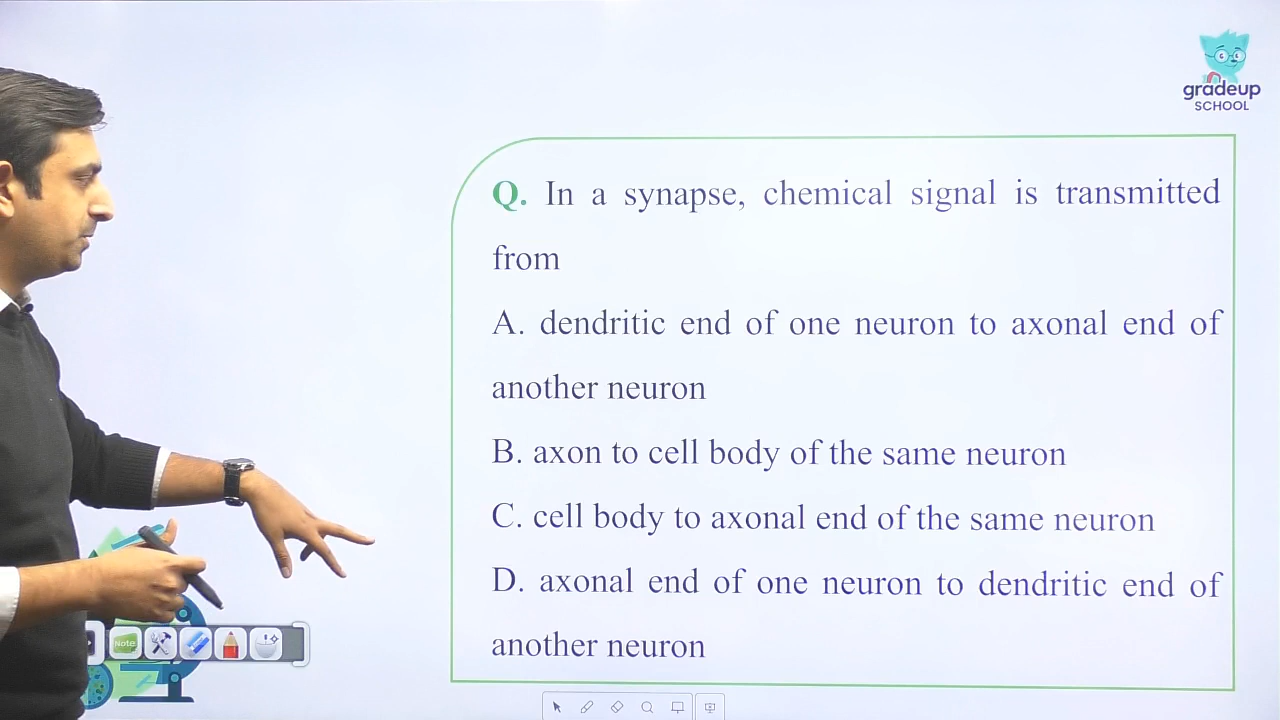 gradeup
SCHOOL
Q. In a synapse, chemical signal is transmitted
from
A. dendritic end of one neuron to axonal end of
another neuron
B. axon to cell body of the same neuron
C. cell body to axonal end of the same neuron
D. axonal end of one neuron to dendritic end of
another neuron
Note